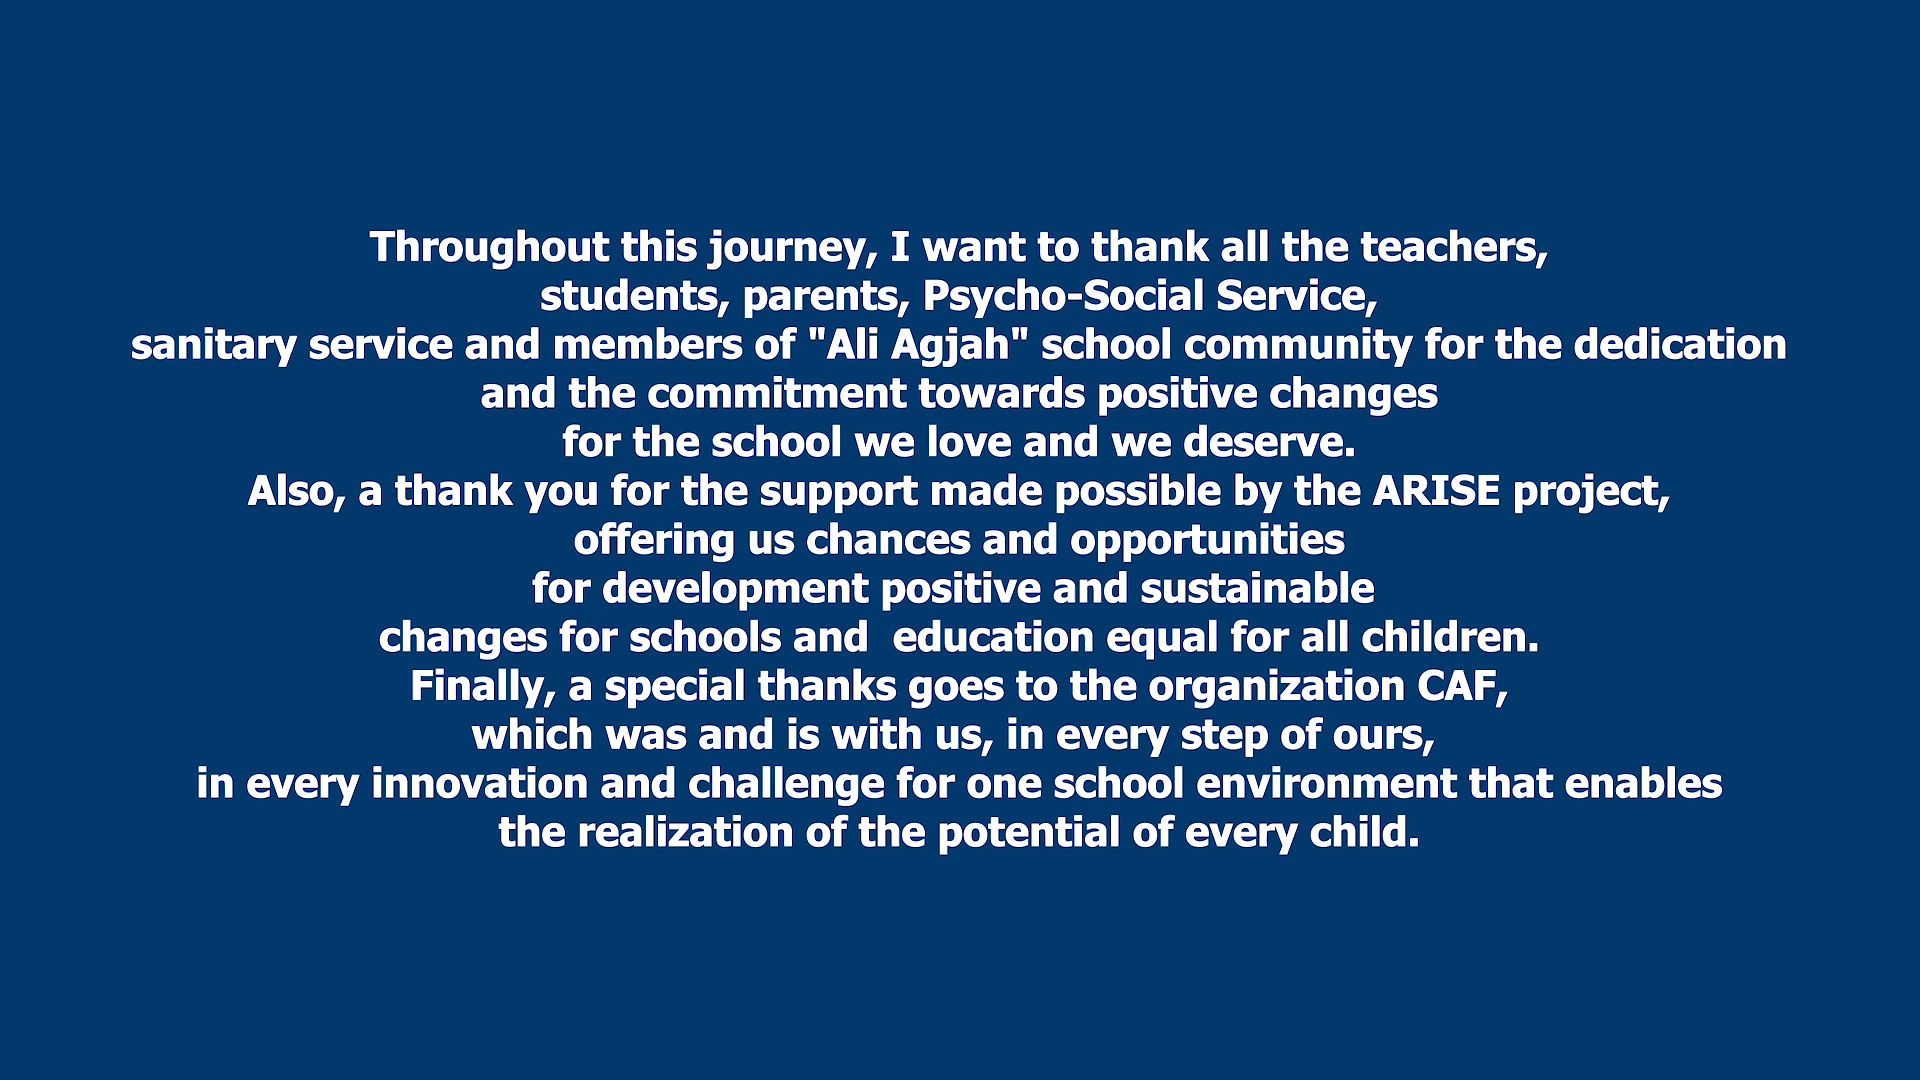 Throughout this journey, I want to thank all the teachers,
students, parents, Psycho-Social Service,
sanitary service and members of "Ali Agjah" school community for the dedication
and the commitment towards positive changes
for the school we love and we deserve.
Also, a thank you for the support made possible by the ARISE project,
offering us chances and opportunities
for development positive and sustainable
changes for schools and  education equal for all children.
Finally, a special thanks goes to the organization CAF,
which was and is with us, in every step of ours,
in every innovation and challenge for one school environment that enables
the realization of the potential of every child.